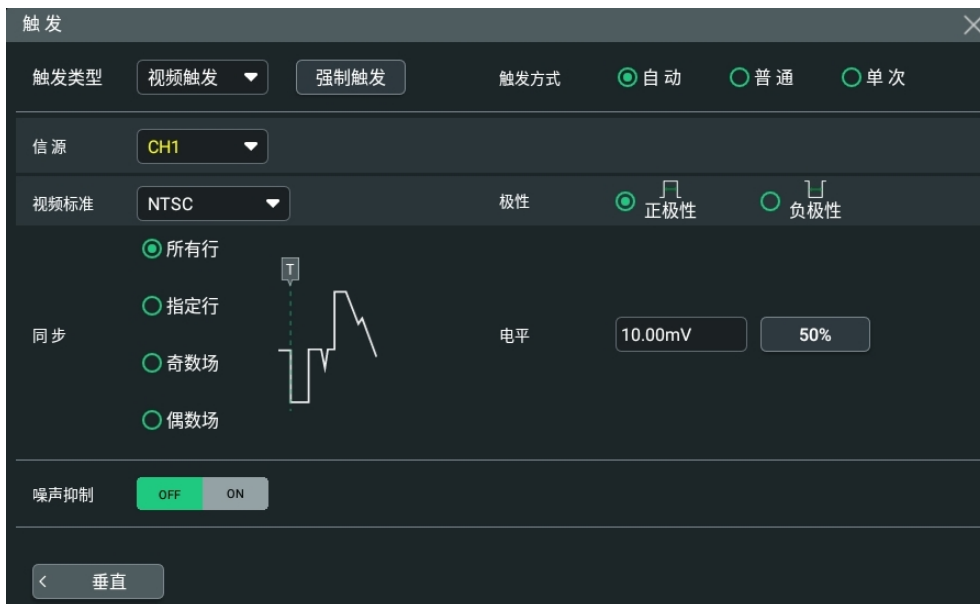 触发
触发类型 视频触发 强制触发 触发方式 自动 普通 单次
信源 CH1
视频标准 NTSC 极性 正极性 负极性
所有行
T
指定行
同步 电平 10.00mV 50%
奇数场
偶数场
噪声抑制 OFF ON
< 垂直